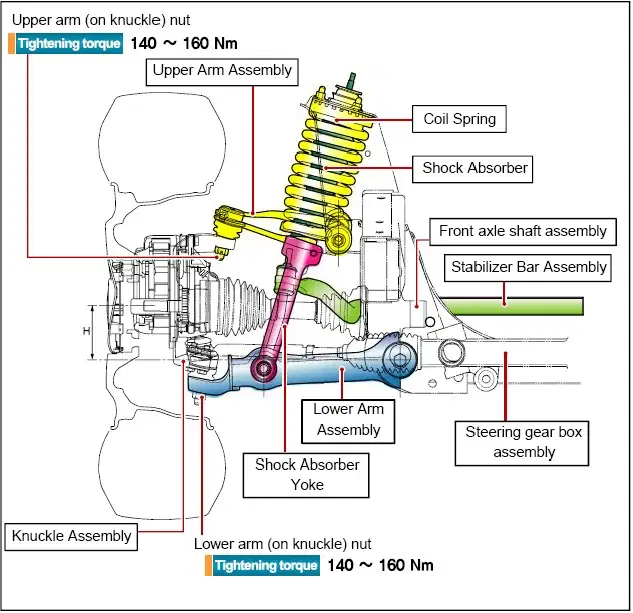 Upper arm (on knuckle) nut
Tightening torque 140 ～ 160 Nm
Upper Arm Assembly
Coil Spring
Shock Absorber
Front axle shaft assembly
Stabilizer Bar Assembly
H
Lower Arm
Assembly
Steering gear box
assembly
Shock Absorber
Yoke
Knuckle Assembly
Lower arm (on knuckle) nut
Tightening torque 140 ～ 160 Nm